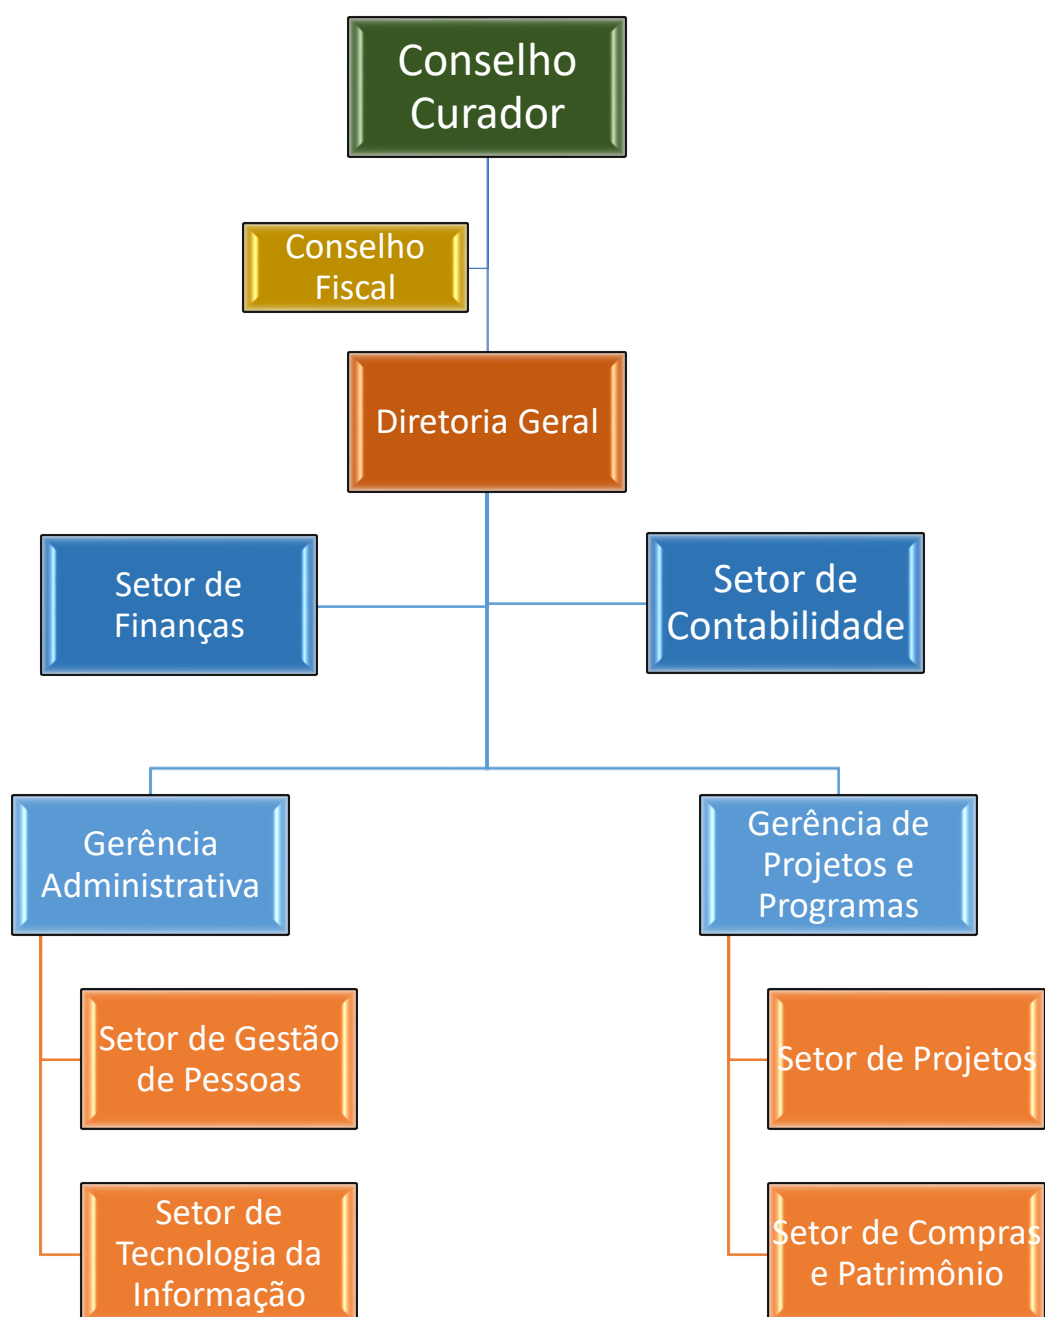 Conselho
Curador
Conselho
Fiscal
Diretoria Geral
Setor de
Finanças
Setor de
Contabilidade
Gerência
Administrativa
Gerência de
Projetos e
Programas
Setor de Gestão
de Pessoas
Setor de Projetos
Setor de
Tecnologia da
Informação
Setor de Compras
e Patrimônio